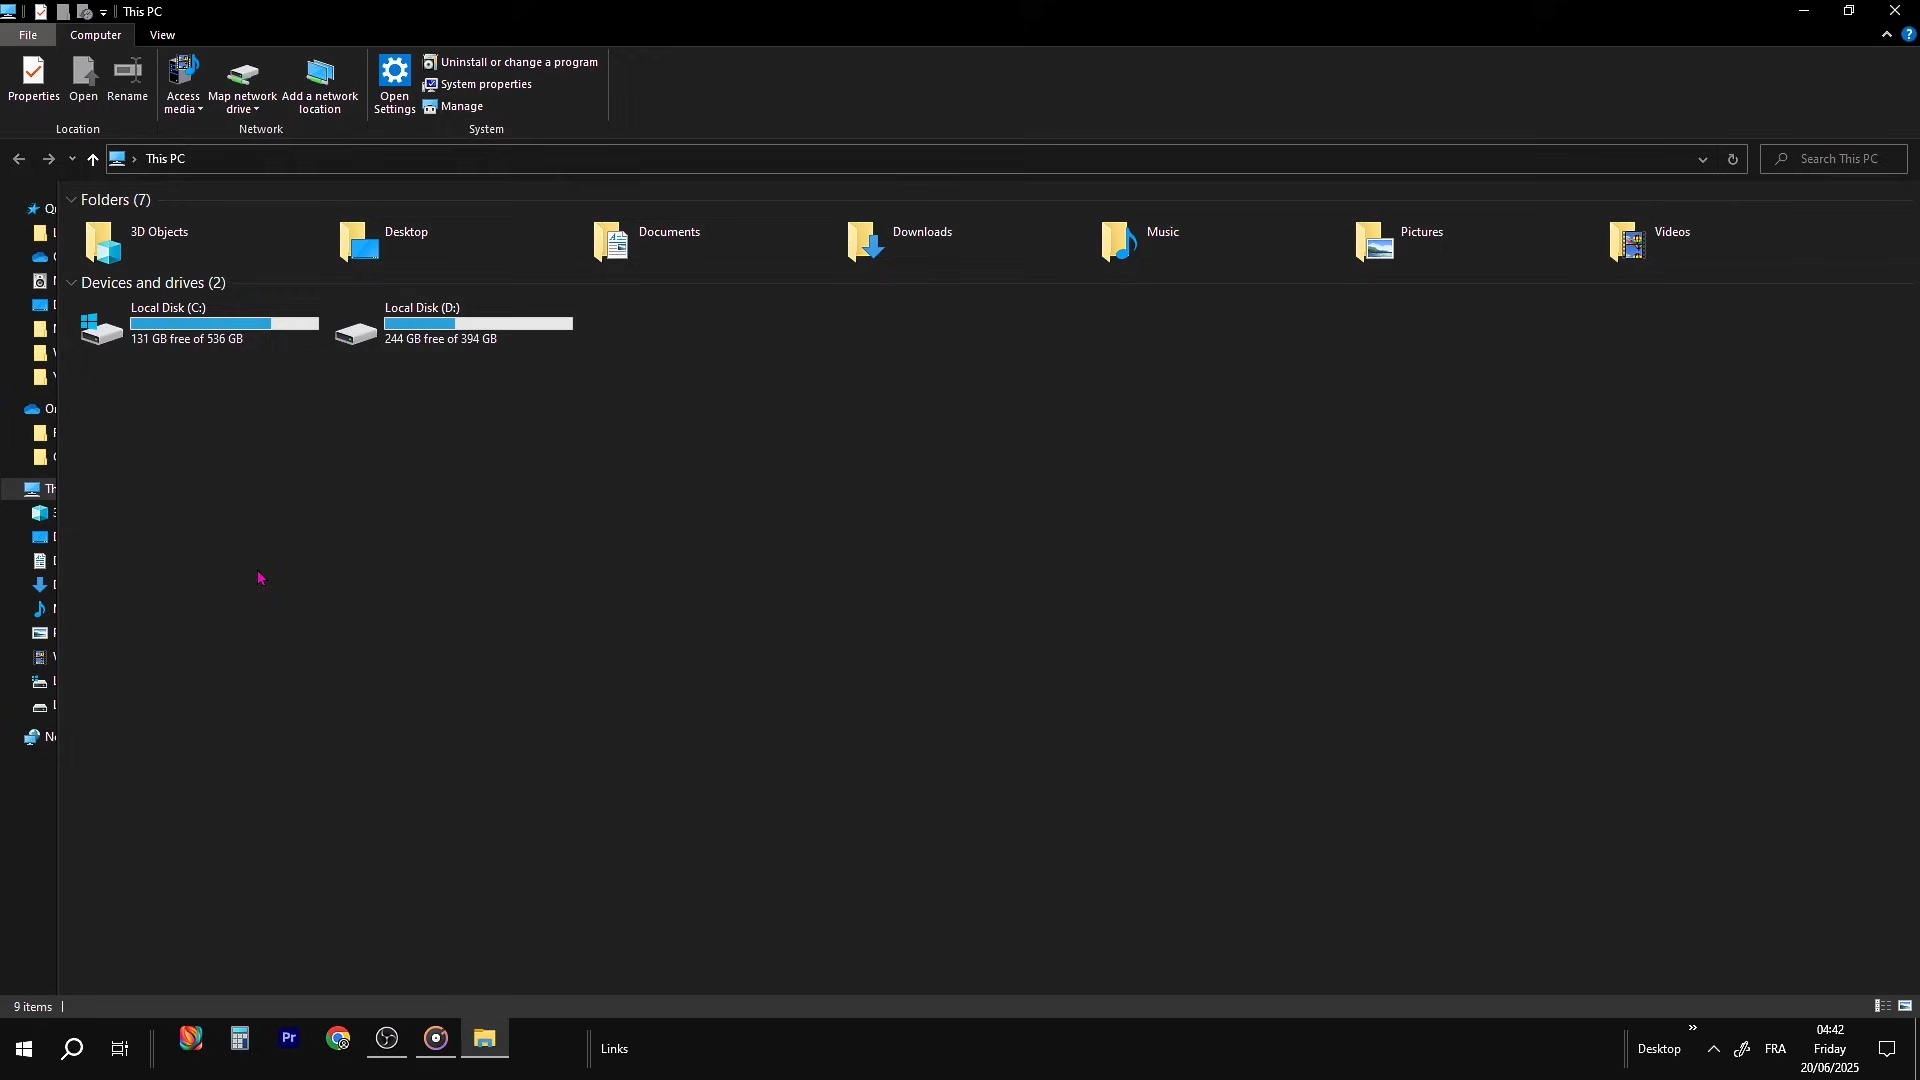 This PC
File
Computer
View
Properties
Open
Rename
Access media
Map network drive
Add a network location
Open Settings
Uninstall or change a program
System properties
Manage
Location
Network
System
This PC
Search This PC
Folders (7)
3D Objects
Desktop
Documents
Downloads
Music
Pictures
Videos
Devices and drives (2)
Local Disk (C:)
131 GB free of 536 GB
Local Disk (D:)
244 GB free of 394 GB
9 items
Pr
Links
Desktop
FRA
04:42
Friday
20/06/2025